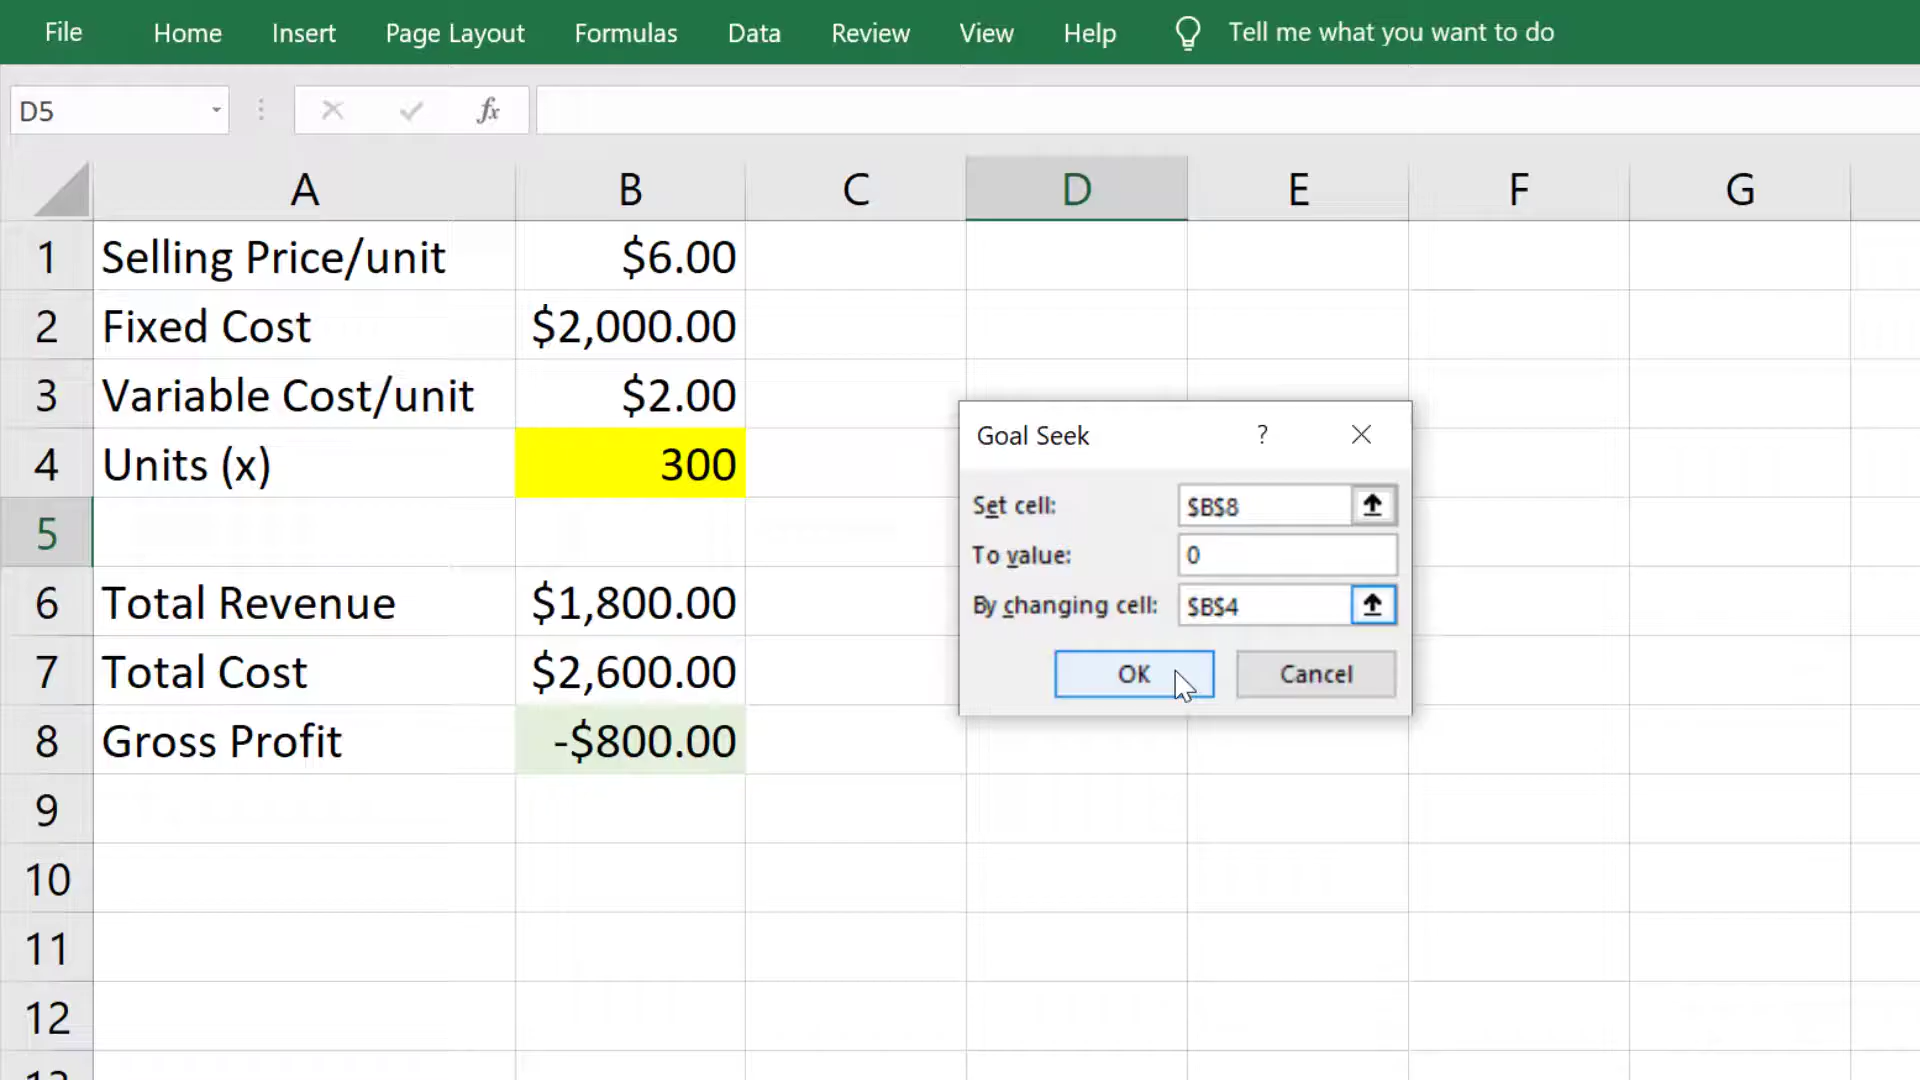 File Home Insert Page Layout Formulas Data Review View Help Tell me what you want to do
D5 fx
A B C D E F G
1 Selling Price/unit $6.00
2 Fixed Cost $2,000.00
3 Variable Cost/unit $2.00
4 Units (x) 300
5
6 Total Revenue $1,800.00
7 Total Cost $2,600.00
8 Gross Profit -$800.00
9
10
11
12
13
Goal Seek ?
Set cell: $B$8
To value: 0
By changing cell: $B$4
OK Cancel